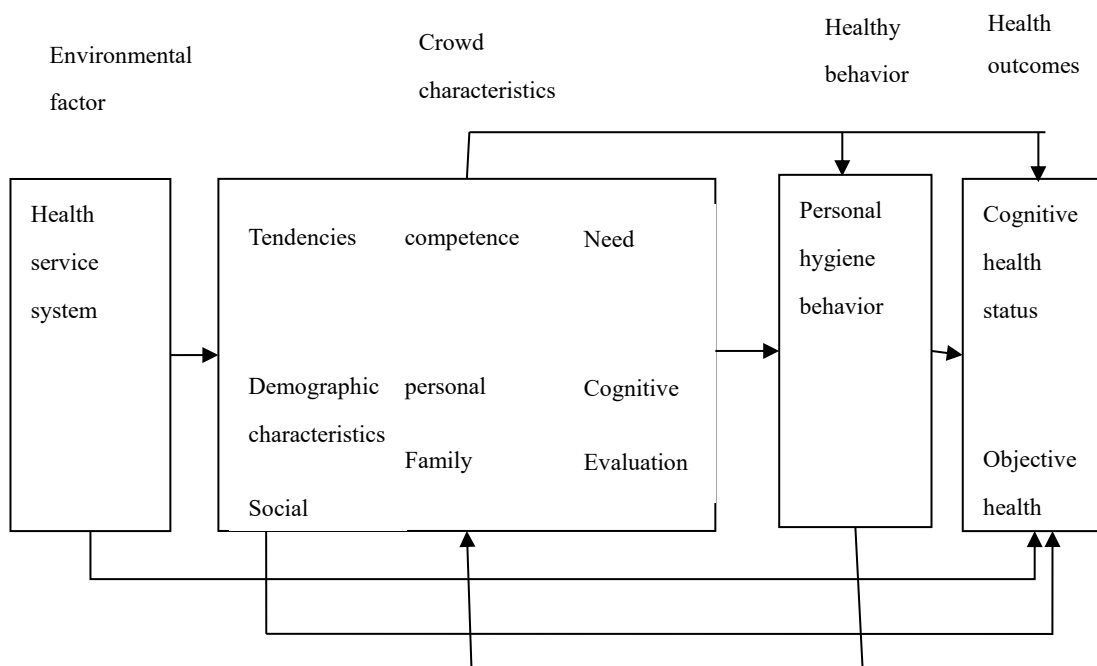 Environmental
factor
Crowd
characteristics
Healthy
behavior
Health
outcomes
Health
service
system
Tendencies
competence
Need
Demographic
characteristics
personal
Family
Cognitive
Evaluation
Social
Personal
hygiene
behavior
Cognitive
health
status
Objective
health